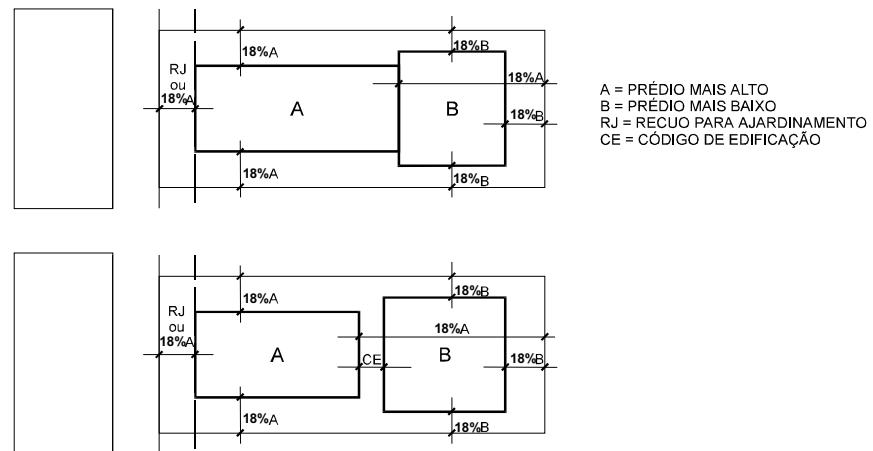 18%A
18%B
RJ
ou
18%A
A
B
18%A
18%B
18%A
18%B
A = PRÉDIO MAIS ALTO
B = PRÉDIO MAIS BAIXO
RJ = RECUO PARA AJARDINAMENTO
CE = CÓDIGO DE EDIFICAÇÃO
18%A
18%B
RJ
ou
18%A
A
CE
B
18%A
18%B
18%A
18%B